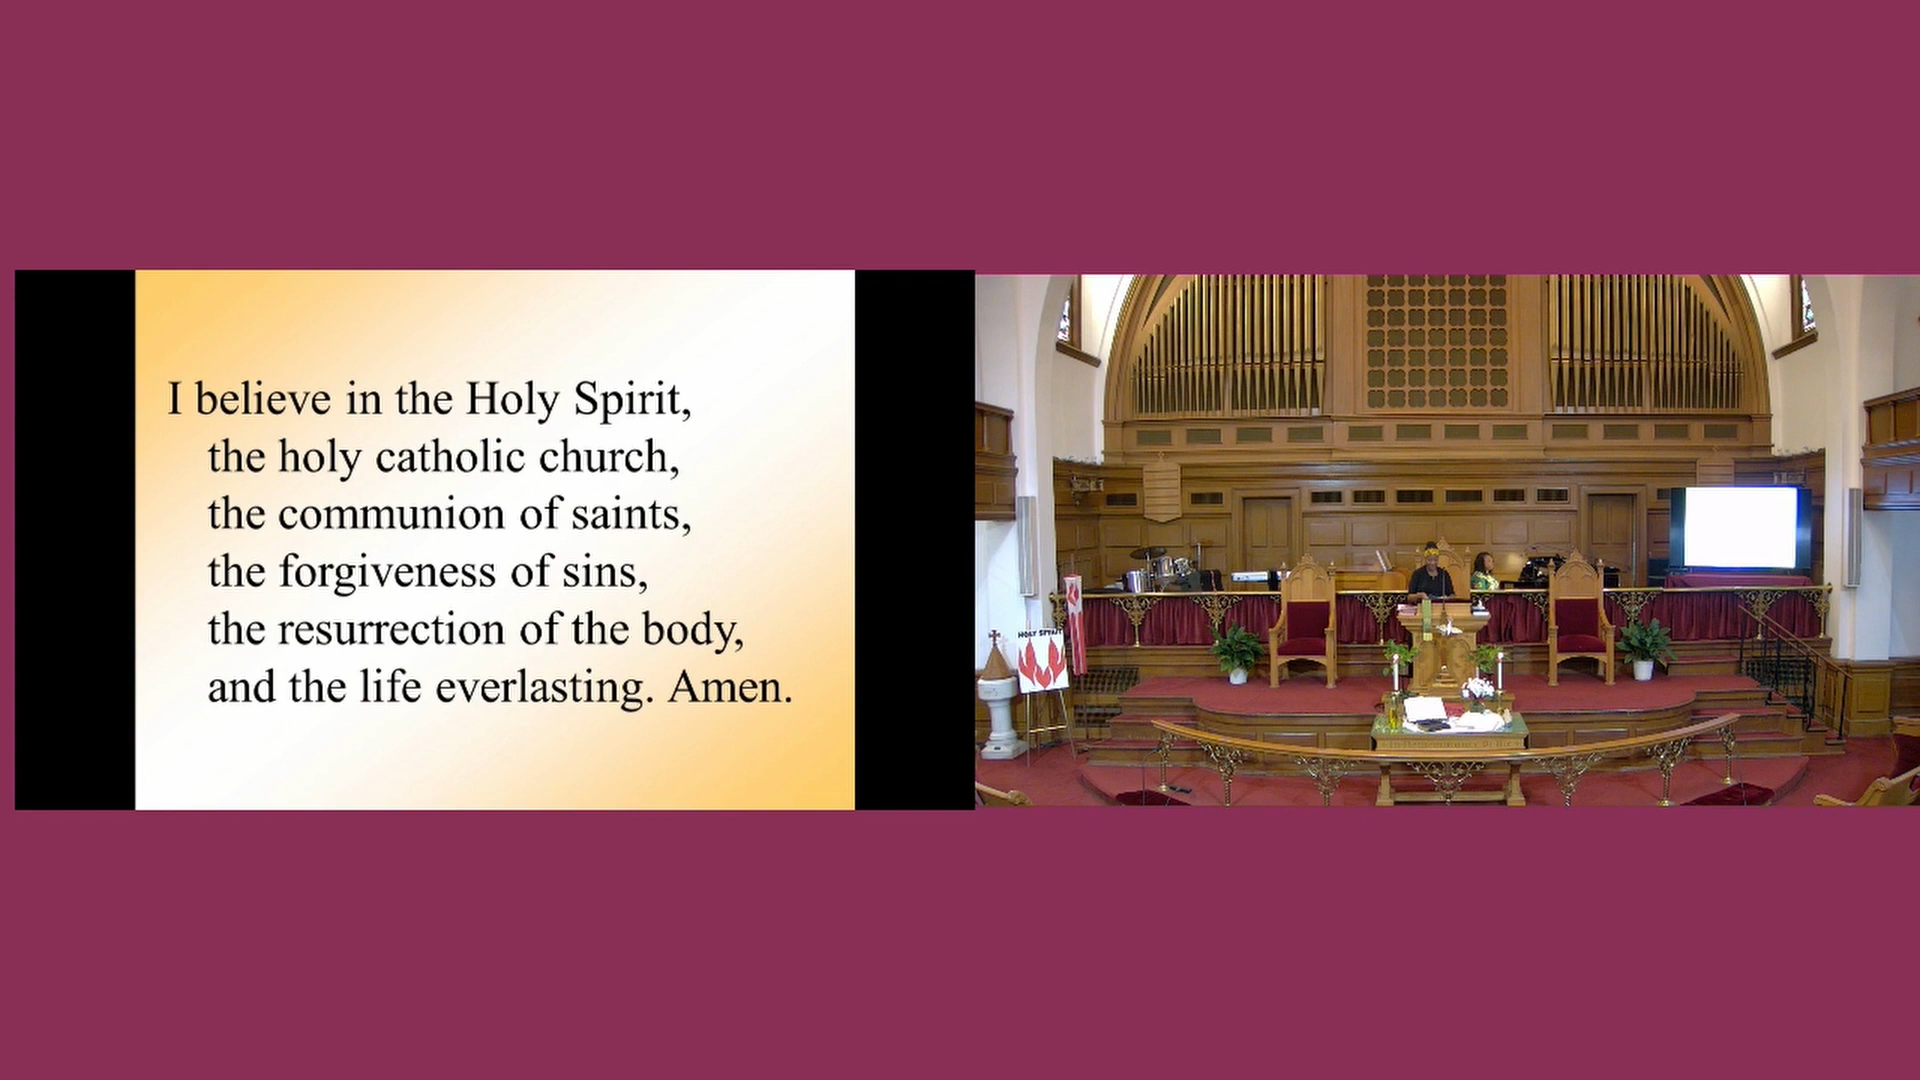 I believe in the Holy Spirit,
the holy catholic church,
the communion of saints,
the forgiveness of sins,
the resurrection of the body,
and the life everlasting. Amen.
HOLY SPIRIT